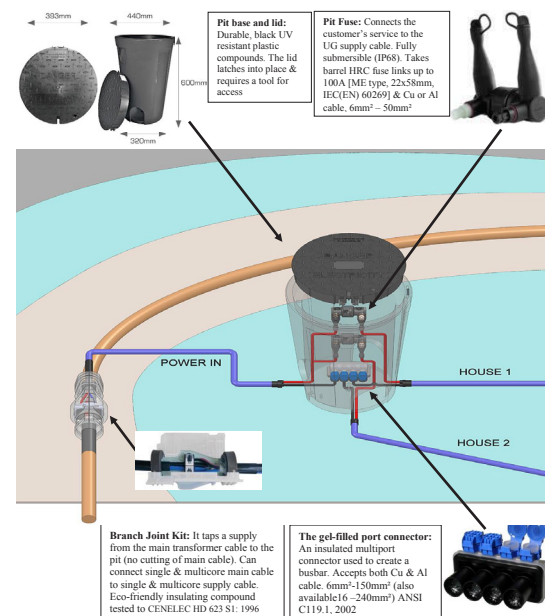 393mm
440mm
600mm
320mm
Pit base and lid:
Durable, black UV
resistant plastic
compounds. The lid
latches into place &
requires a tool for
access
Pit Fuse: Connects the
customer's service to the
UG supply cable. Fully
submersible (IP68). Takes
barrel HRC fuse links up to
100A [ME type, 22x58mm,
IEC(EN) 60269] & Cu or Al
cable, 6mm² – 50mm²
POWER IN
HOUSE 1
HOUSE 2
Branch Joint Kit: It taps a supply
from the main transformer cable to the
pit (no cutting of main cable). Can
connect single & multicore main cable
to single & multicore supply cable.
Eco-friendly insulating compound
tested to CENELEC HD 623 S1: 1996
The gel-filled port connector:
An insulated multiport
connector used to create a
busbar. Accepts both Cu & Al
cable. 6mm²-150mm² (also
available16 –240mm²) ANSI
C119.1, 2002